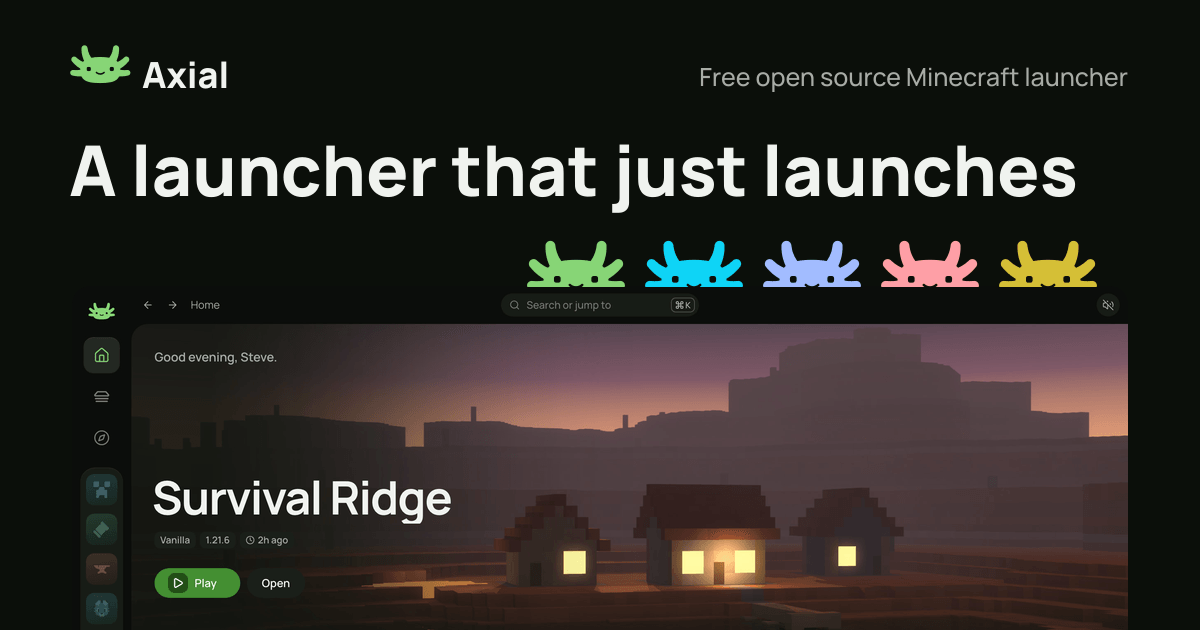 Axial
Free open source Minecraft launcher
A launcher that just launches
Home
Search or jump to
⌘K
Good evening, Steve.
Survival Ridge
Vanilla
1.21.6
2h ago
Play
Open